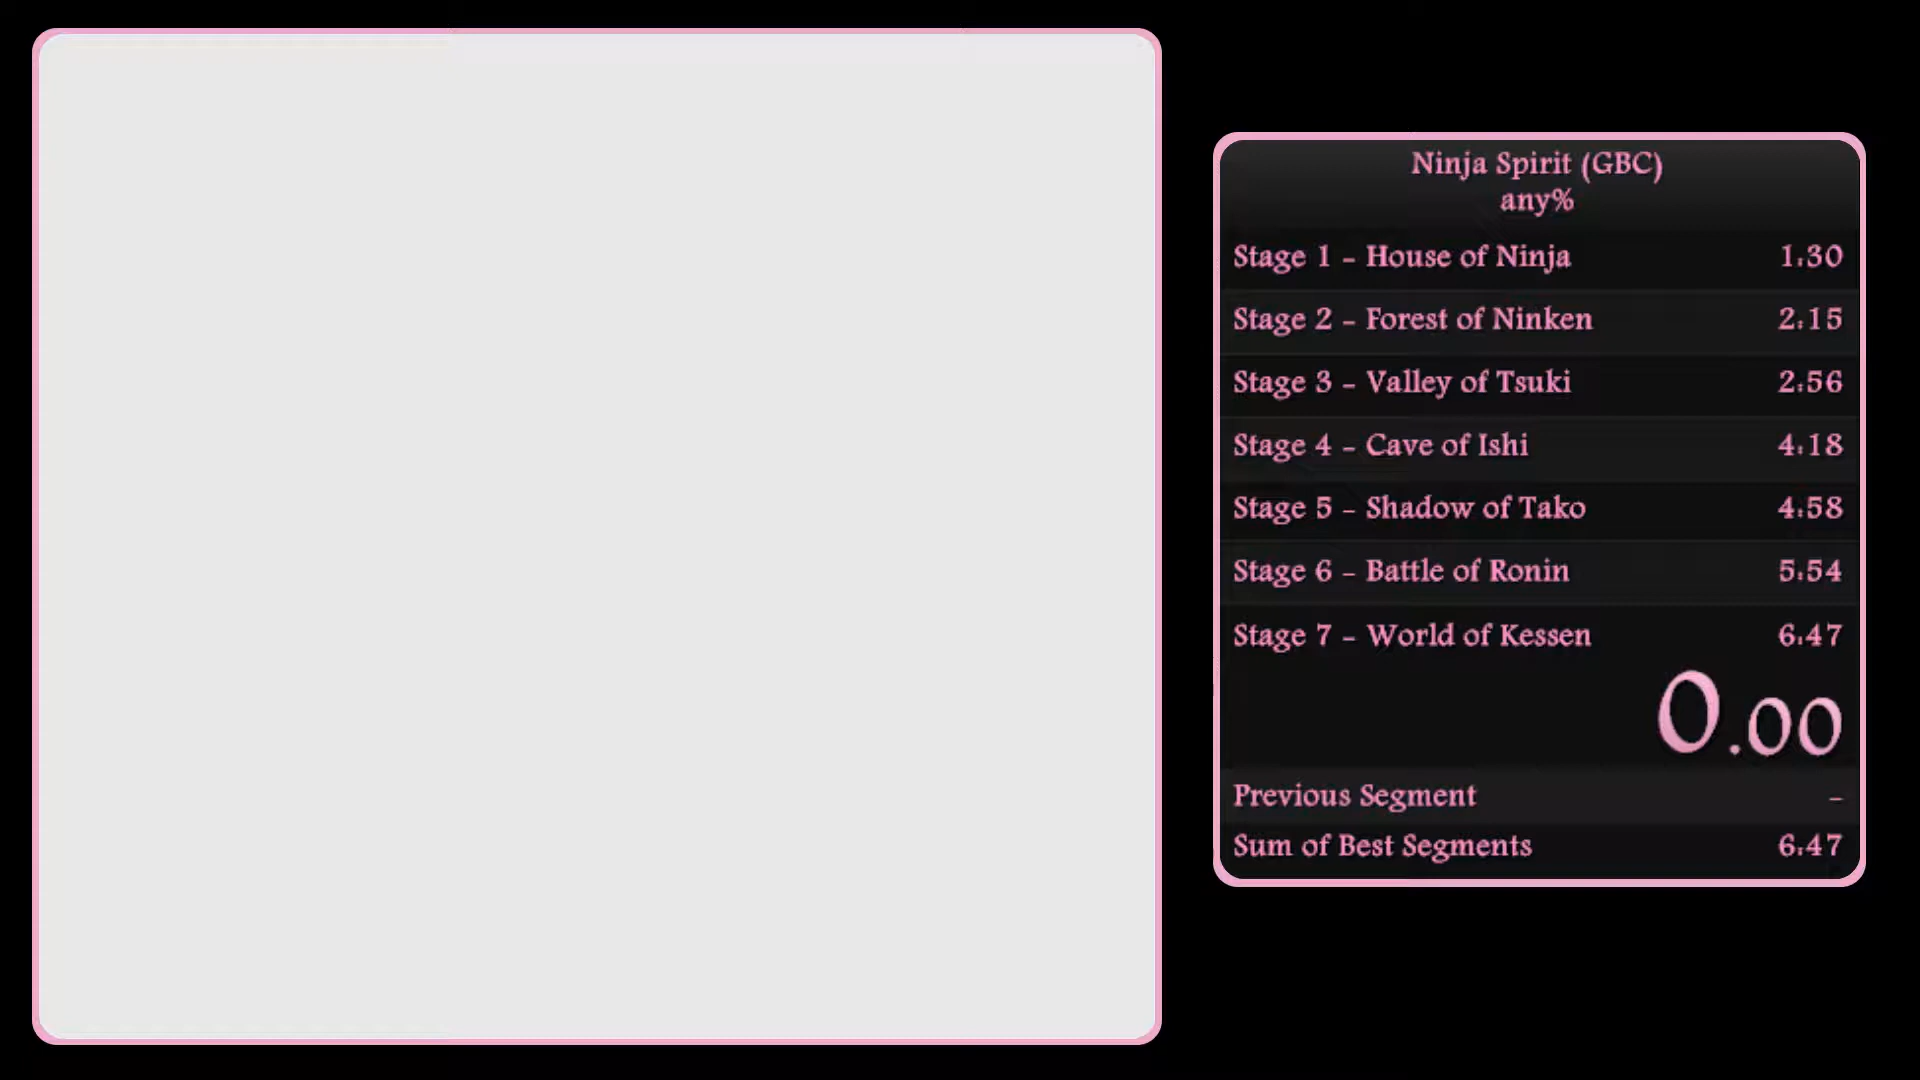 Ninja Spirit (GBC)
any%
Stage 1 - House of Ninja 1:30
Stage 2 - Forest of Ninken 2:15
Stage 3 - Valley of Tsuki 2:56
Stage 4 - Cave of Ishi 4:18
Stage 5 - Shadow of Tako 4:58
Stage 6 - Battle of Ronin 5:54
Stage 7 - World of Kessen 6:47
0.00
Previous Segment -
Sum of Best Segments 6:47